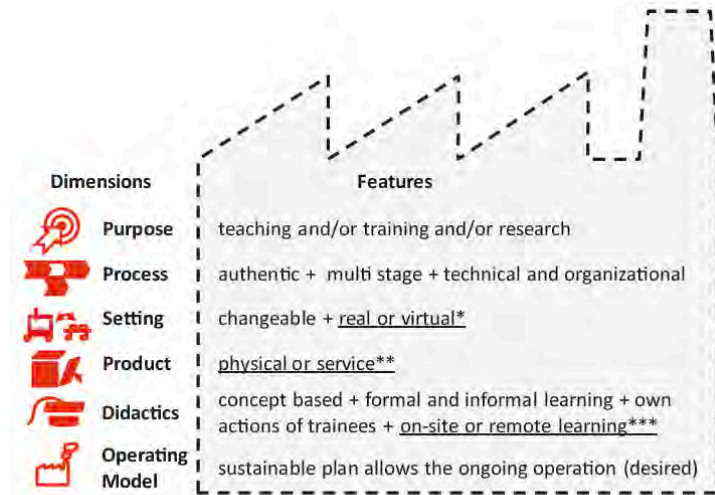 Dimensions Features
Purpose teaching and/or training and/or research
Process authentic + multi stage + technical and organizational
Setting changeable + real or virtual*
Product physical or service**
Didactics concept based + formal and informal learning + own
actions of trainees + on-site or remote learning***
Operating
Model sustainable plan allows the ongoing operation (desired)